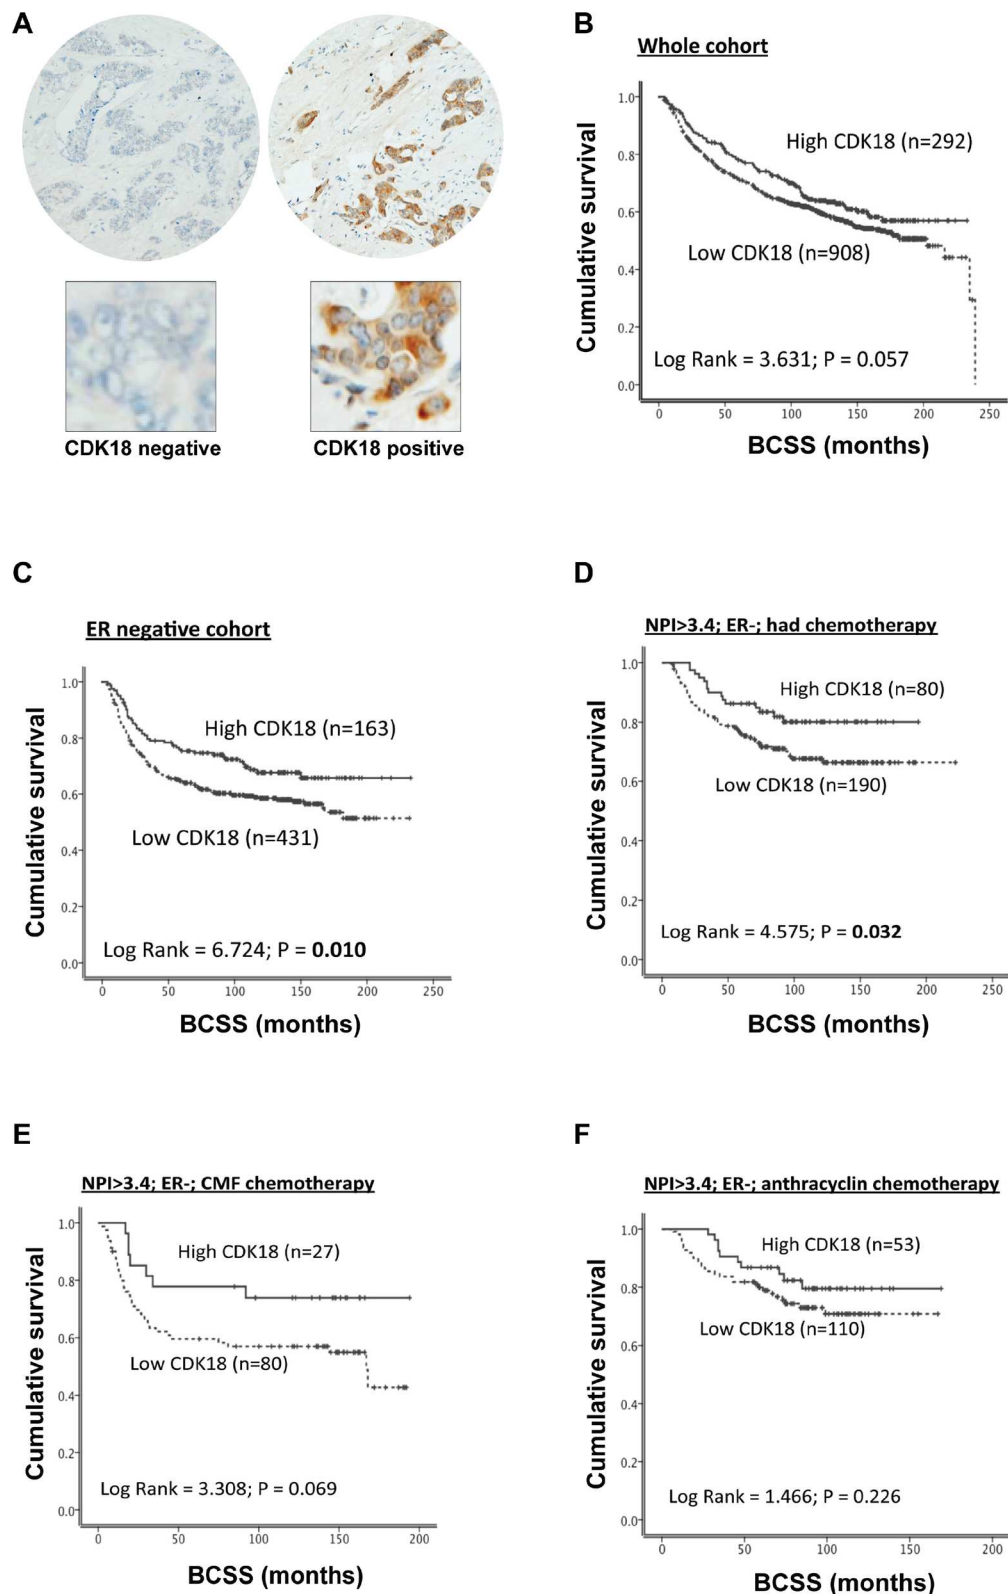 A
CDK18 negative
CDK18 positive
B
Whole cohort
Cumulative survival
1.0
0.8
0.6
0.4
0.2
0.0
High CDK18 (n=292)
Low CDK18 (n=908)
Log Rank = 3.631; P = 0.057
0 50 100 150 200 250
BCSS (months)
C
ER negative cohort
Cumulative survival
1.0
0.8
0.6
0.4
0.2
0.0
High CDK18 (n=163)
Low CDK18 (n=431)
Log Rank = 6.724; P = 0.010
0 50 100 150 200 250
BCSS (months)
D
NPI>3.4; ER-; had chemotherapy
Cumulative survival
1.0
0.8
0.6
0.4
0.2
0.0
High CDK18 (n=80)
Low CDK18 (n=190)
Log Rank = 4.575; P = 0.032
0 50 100 150 200 250
BCSS (months)
E
NPI>3.4; ER-; CMF chemotherapy
Cumulative survival
1.0
0.8
0.6
0.4
0.2
0.0
High CDK18 (n=27)
Low CDK18 (n=80)
Log Rank = 3.308; P = 0.069
0 50 100 150 200
BCSS (months)
F
NPI>3.4; ER-; anthracyclin chemotherapy
Cumulative survival
1.0
0.8
0.6
0.4
0.2
0.0
High CDK18 (n=53)
Low CDK18 (n=110)
Log Rank = 1.466; P = 0.226
0 50 100 150 200
BCSS (months)